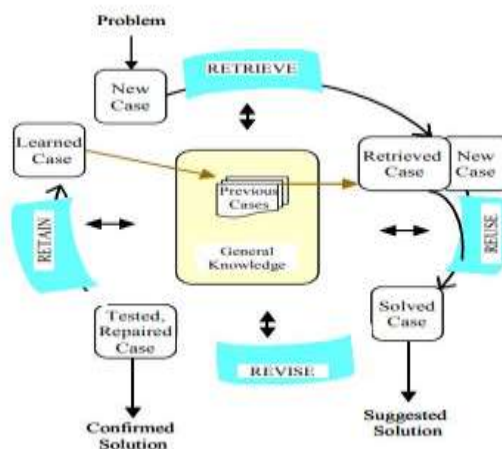 Problem
RETRIEVE
New
Case
Learned
Case
Retrieved
Case
New
Case
Previous
Cases
RETAIN
REUSE
General
Knowledge
Tested,
Repaired
Case
Solved
Case
REVISE
Confirmed
Solution
Suggested
Solution